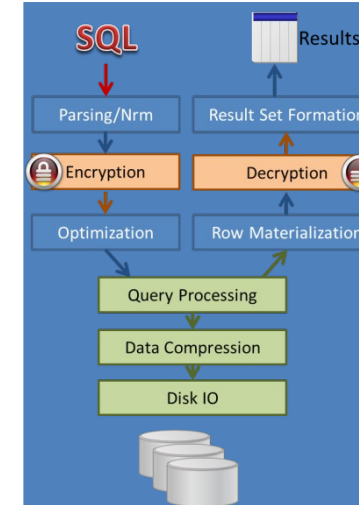 SQL
Results
Parsing/Nrm
Result Set Formation
Encryption
Decryption
Optimization
Row Materialization
Query Processing
Data Compression
Disk IO